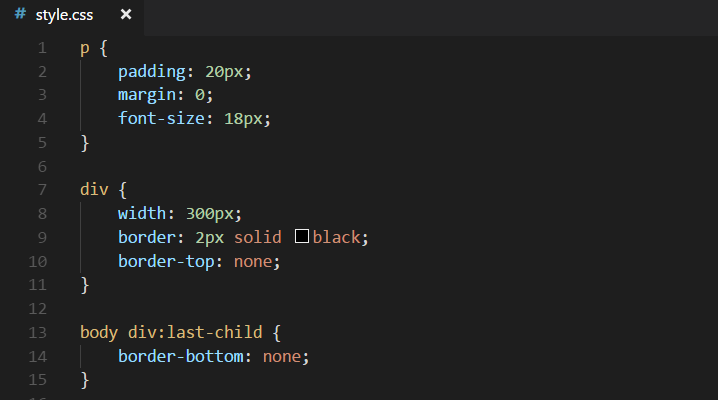 # style.css ×
1 p {
2     padding: 20px;
3     margin: 0;
4     font-size: 18px;
5 }
6
7 div {
8     width: 300px;
9     border: 2px solid black;
10     border-top: none;
11 }
12
13 body div:last-child {
14     border-bottom: none;
15 }